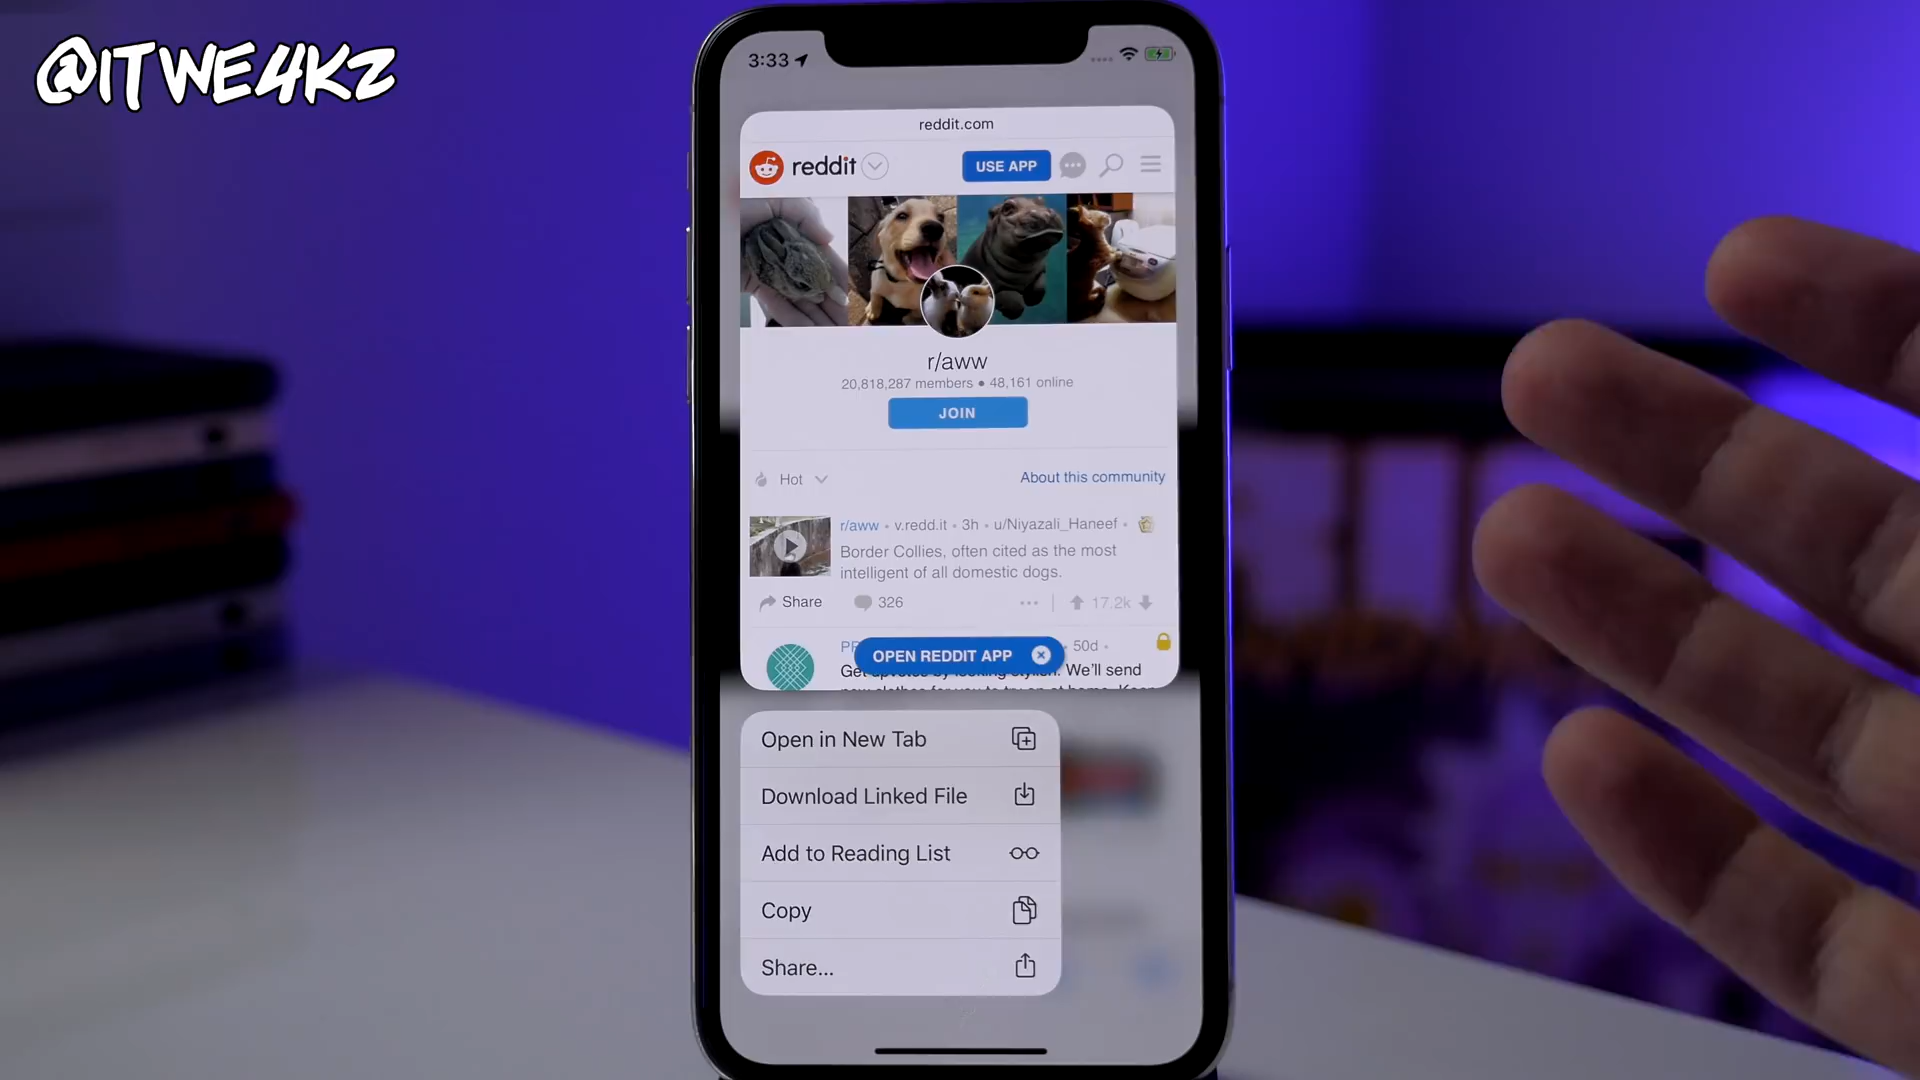 @iTWE4KZ
3:33
reddit.com
reddit
USE APP
r/aww
20,818,287 members • 48,161 online
JOIN
Hot
About this community
r/aww • v.redd.it • 3h • u/Niyazali_Haneef •
Border Collies, often cited as the most
intelligent of all domestic dogs.
Share
326
17.2k
OPEN REDDIT APP
• 50d •
We'll send
Open in New Tab
Download Linked File
Add to Reading List
Copy
Share...